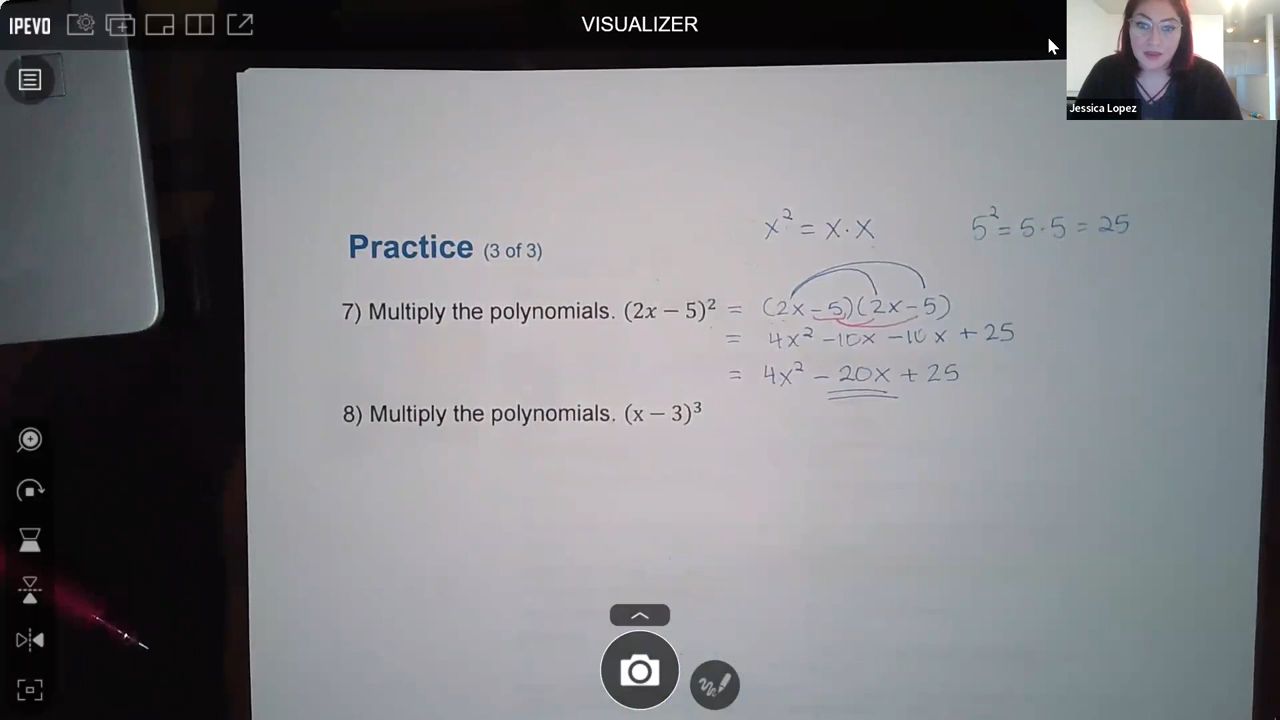 IPEVO
VISUALIZER
Jessica Lopez
x² = x·x
5² = 5·5 = 25
Practice (3 of 3)
7) Multiply the polynomials. (2x − 5)² = (2x−5)(2x−5)
= 4x² −10x −10x + 25
= 4x² − 20x + 25
8) Multiply the polynomials. (x − 3)³